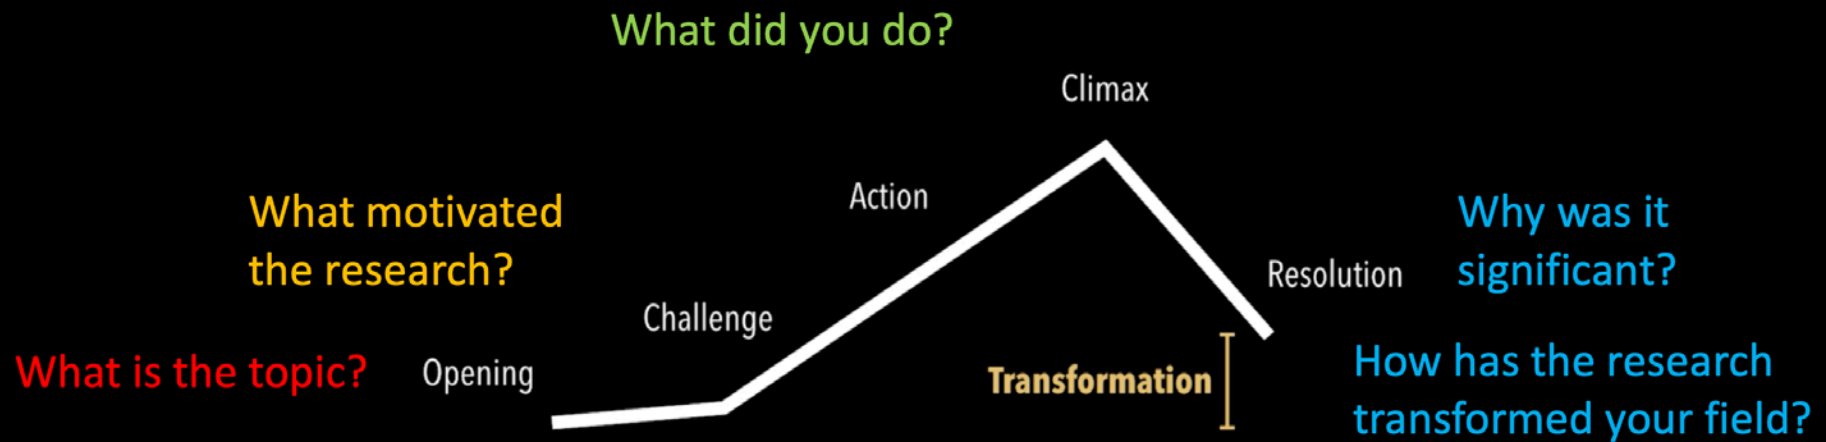 What did you do?
Climax
Action
What motivated
the research?
Why was it
significant?
Resolution
Challenge
What is the topic?
Opening
Transformation
How has the research
transformed your field?